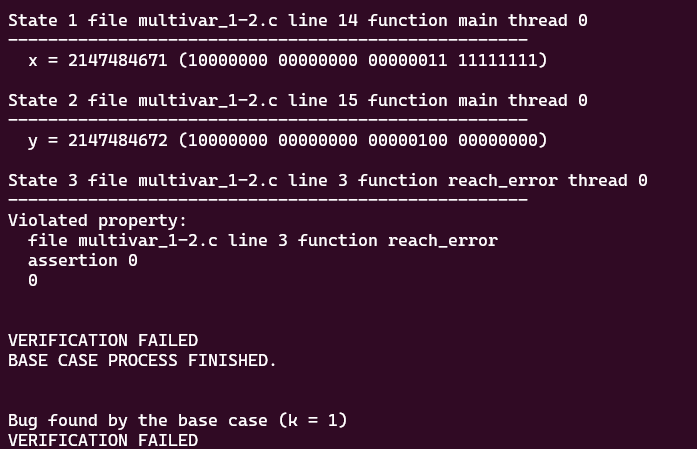 State 1 file multivar_1-2.c line 14 function main thread 0
----------------------------------------------------
x = 2147484671 (10000000 00000000 00000011 11111111)
State 2 file multivar_1-2.c line 15 function main thread 0
----------------------------------------------------
y = 2147484672 (10000000 00000000 00000100 00000000)
State 3 file multivar_1-2.c line 3 function reach_error thread 0
----------------------------------------------------
Violated property:
file multivar_1-2.c line 3 function reach_error
assertion 0
0
VERIFICATION FAILED
BASE CASE PROCESS FINISHED.
Bug found by the base case (k = 1)
VERIFICATION FAILED